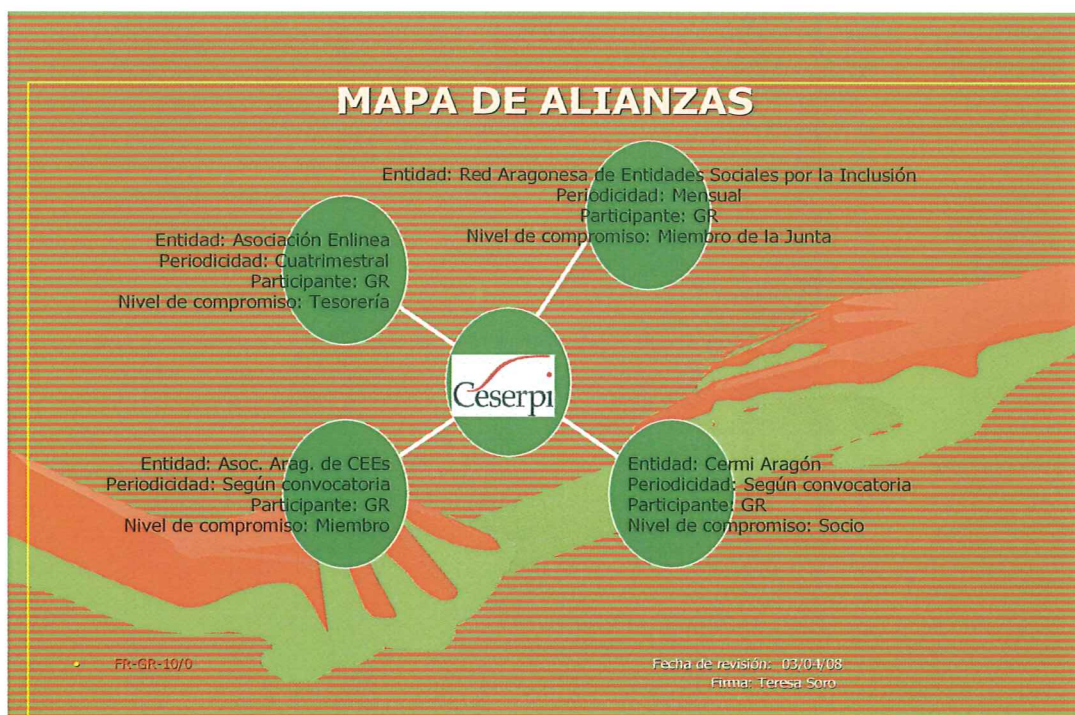 MAPA DE ALIANZAS
Entidad: Red Aragonesa de Entidades Sociales por la Inclusión
Periodicidad: Mensual
Participante: GR
Nivel de compromiso: Miembro de la Junta
Entidad: Asociación Enlinea
Periodicidad: Cuatrimestral
Participante: GR
Nivel de compromiso: Tesorería
Ceserpi
Entidad: Asoc. Arag. de CEEs
Periodicidad: Según convocatoria
Participante: GR
Nivel de compromiso: Miembro
Entidad: Cermi Aragón
Periodicidad: Según convocatoria
Participante: GR
Nivel de compromiso: Socio
• FR-GR-10/0
Fecha de revisión: 03/04/08
Firma: Teresa Soro